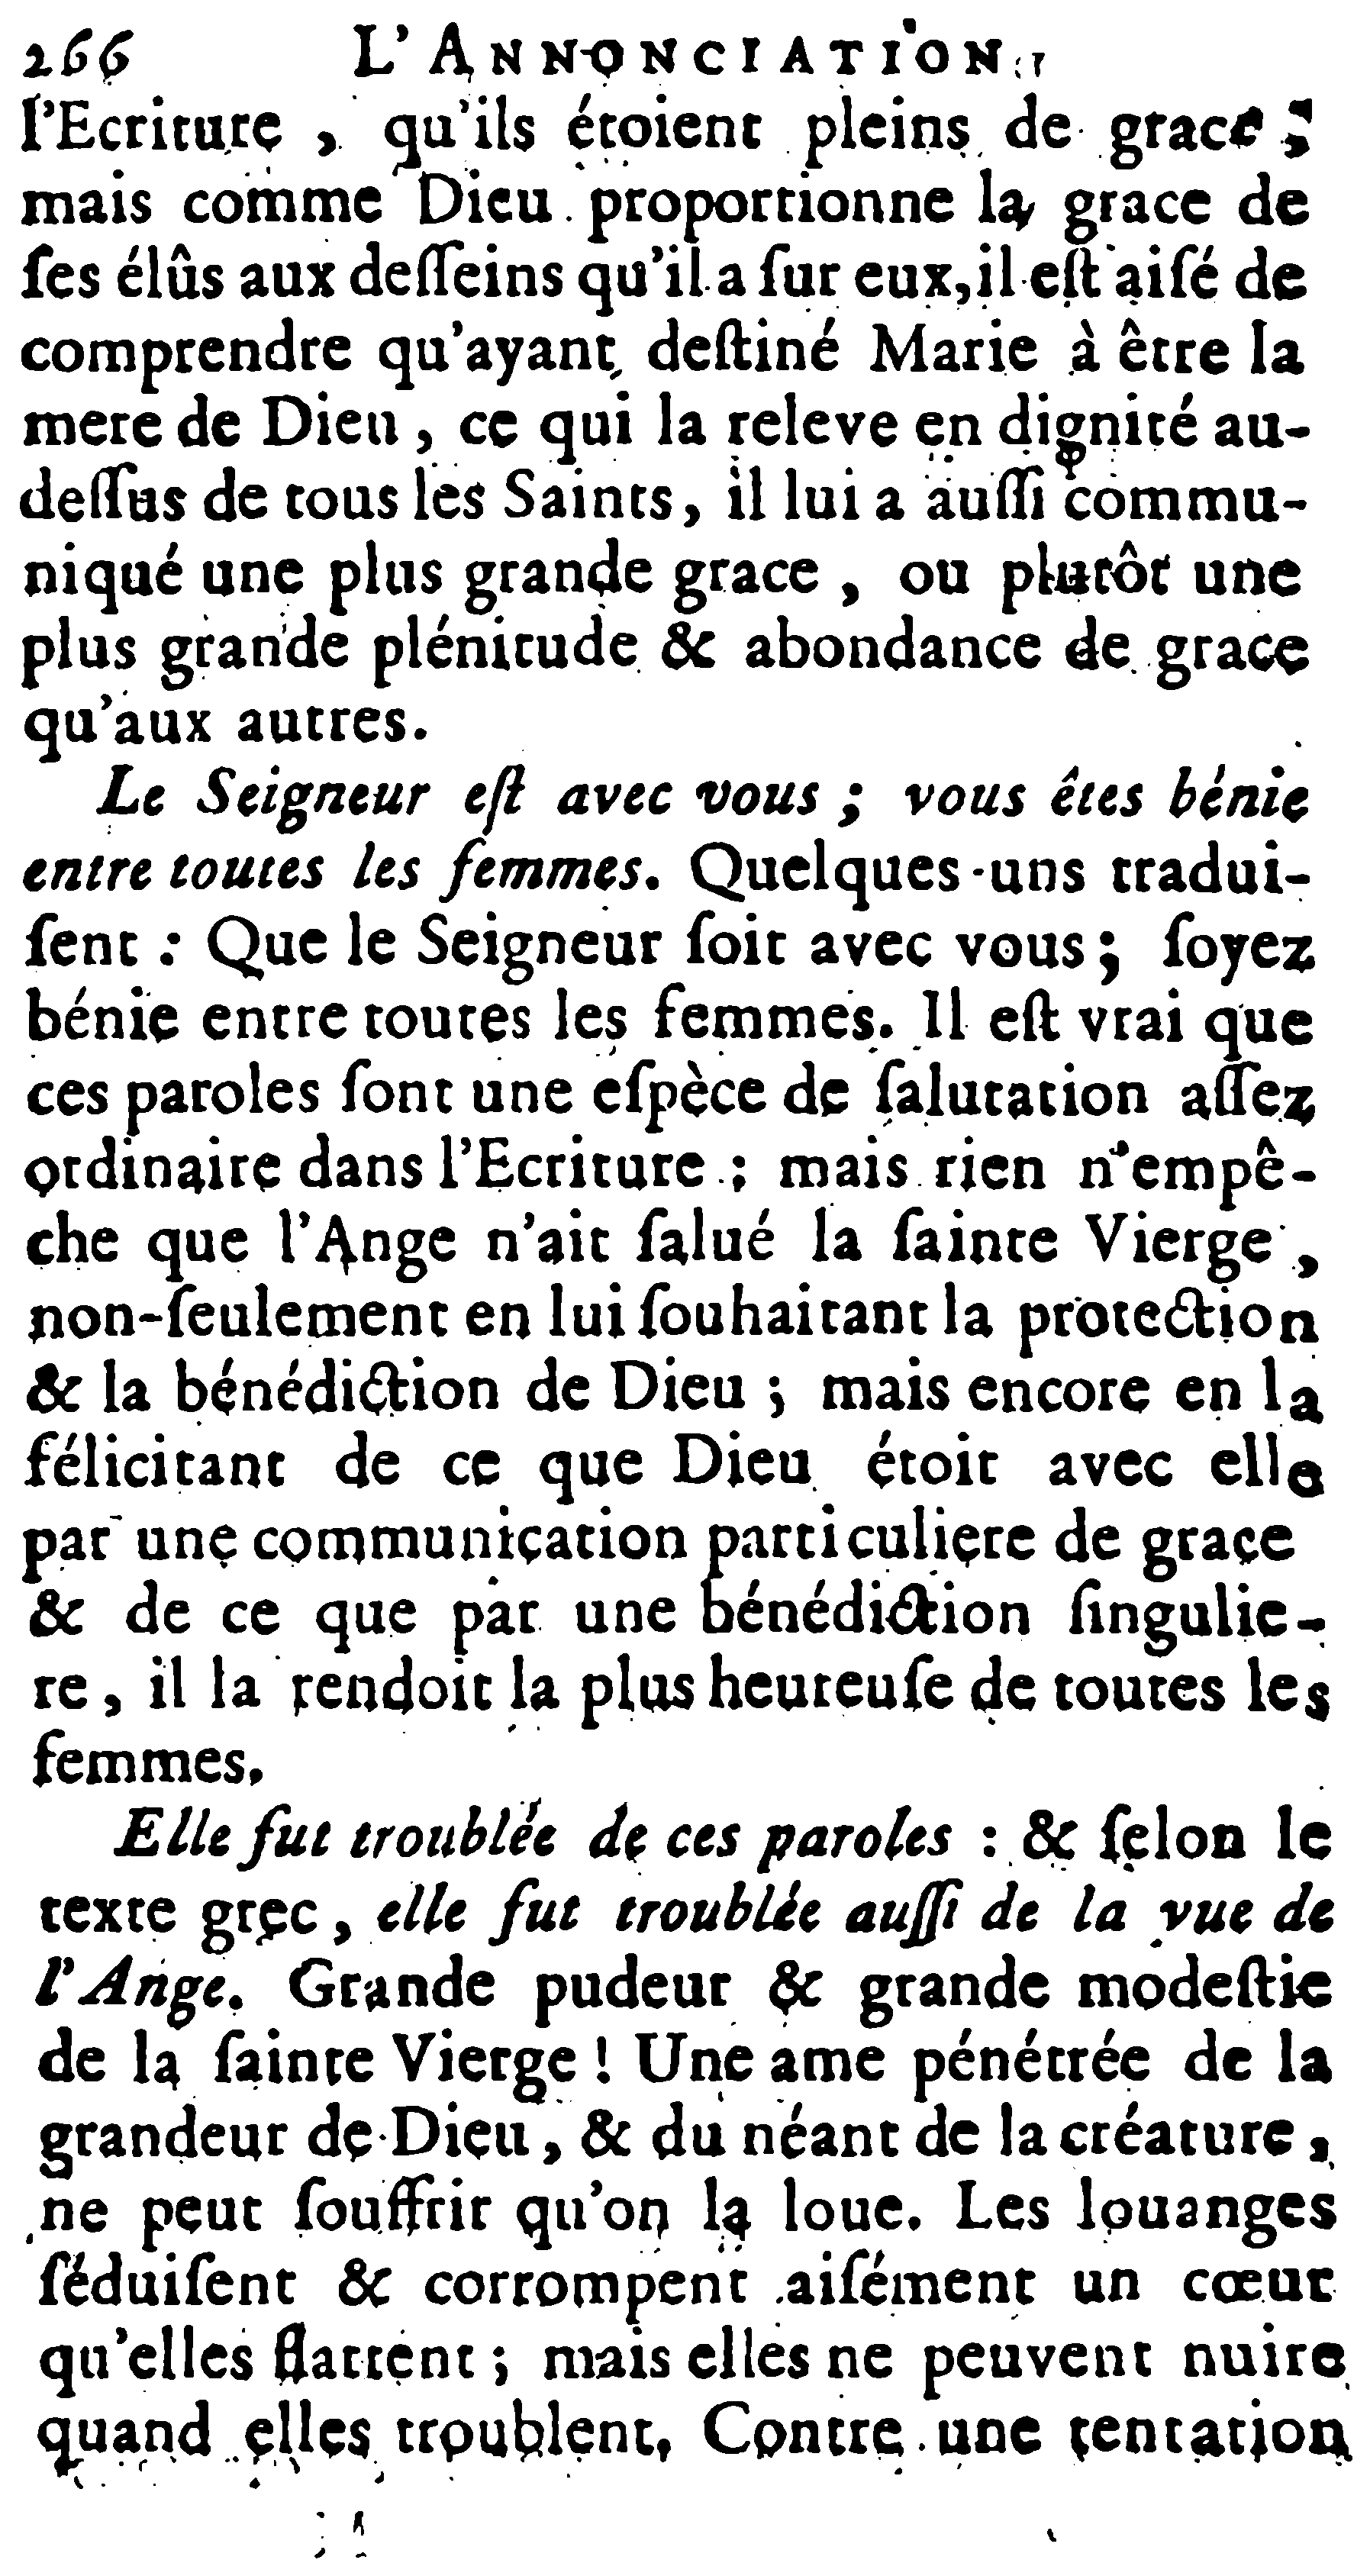 266 L'ANNONCIATION.
l'Ecriture, qu'ils étoient pleins de grace;
mais comme Dieu proportionne la grace de
ſes élûs aux deſſeins qu'il a ſur eux, il eſt aiſé de
comprendre qu'ayant deſtiné Marie à être la
mere de Dieu, ce qui la releve en dignité au-
deſſus de tous les Saints, il lui a auſſi commu-
niqué une plus grande grace, ou plutôt une
plus grande plénitude & abondance de grace
qu'aux autres.
Le Seigneur eſt avec vous; vous êtes bénie
entre toutes les femmes. Quelques-uns tradui-
ſent : Que le Seigneur ſoit avec vous; ſoyez
bénie entre toutes les femmes. Il eſt vrai que
ces paroles ſont une eſpèce de ſalutation aſſez
ordinaire dans l'Ecriture; mais rien n'empê-
che que l'Ange n'ait ſalué la ſainte Vierge,
non-ſeulement en lui ſouhaitant la protection
& la bénédiction de Dieu; mais encore en la
félicitant de ce que Dieu étoit avec elle
par une communication particuliere de grace
& de ce que par une bénédiction ſingulie-
re, il la rendoit la plus heureuſe de toutes les
femmes.
Elle fut troublée de ces paroles : & ſelon le
texte grec, elle fut troublée auſſi de la vue de
l'Ange. Grande pudeur & grande modeſtie
de la ſainte Vierge! Une ame pénétrée de la
grandeur de Dieu, & du néant de la créature,
ne peut ſouffrir qu'on la loue. Les louanges
ſéduiſent & corrompent aiſément un cœur
qu'elles flattent; mais elles ne peuvent nuire
quand elles troublent. Contre une tentation